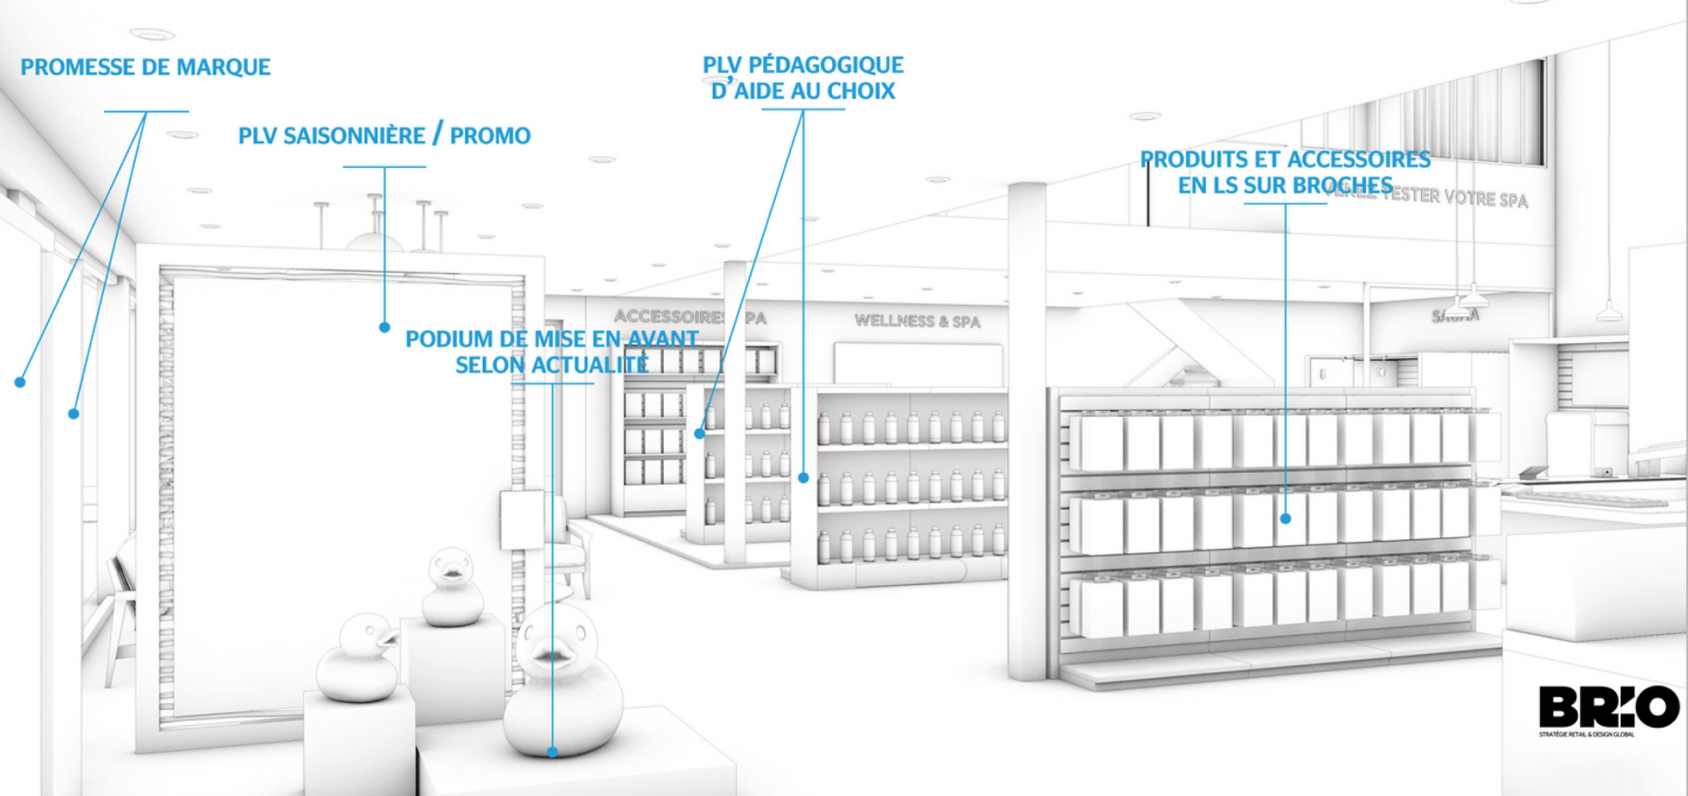 PROMESSE DE MARQUE
PLV SAISONNIÈRE / PROMO
PLV PÉDAGOGIQUE
D'AIDE AU CHOIX
PRODUITS ET ACCESSOIRES
EN LS SUR BROCHES
VENEZ TESTER VOTRE SPA
PODIUM DE MISE EN AVANT
SELON ACTUALITÉ
ACCESSOIRES SPA
WELLNESS & SPA
SAUNA
BRIO
STRATÉGIE RETAIL & DESIGN GLOBAL